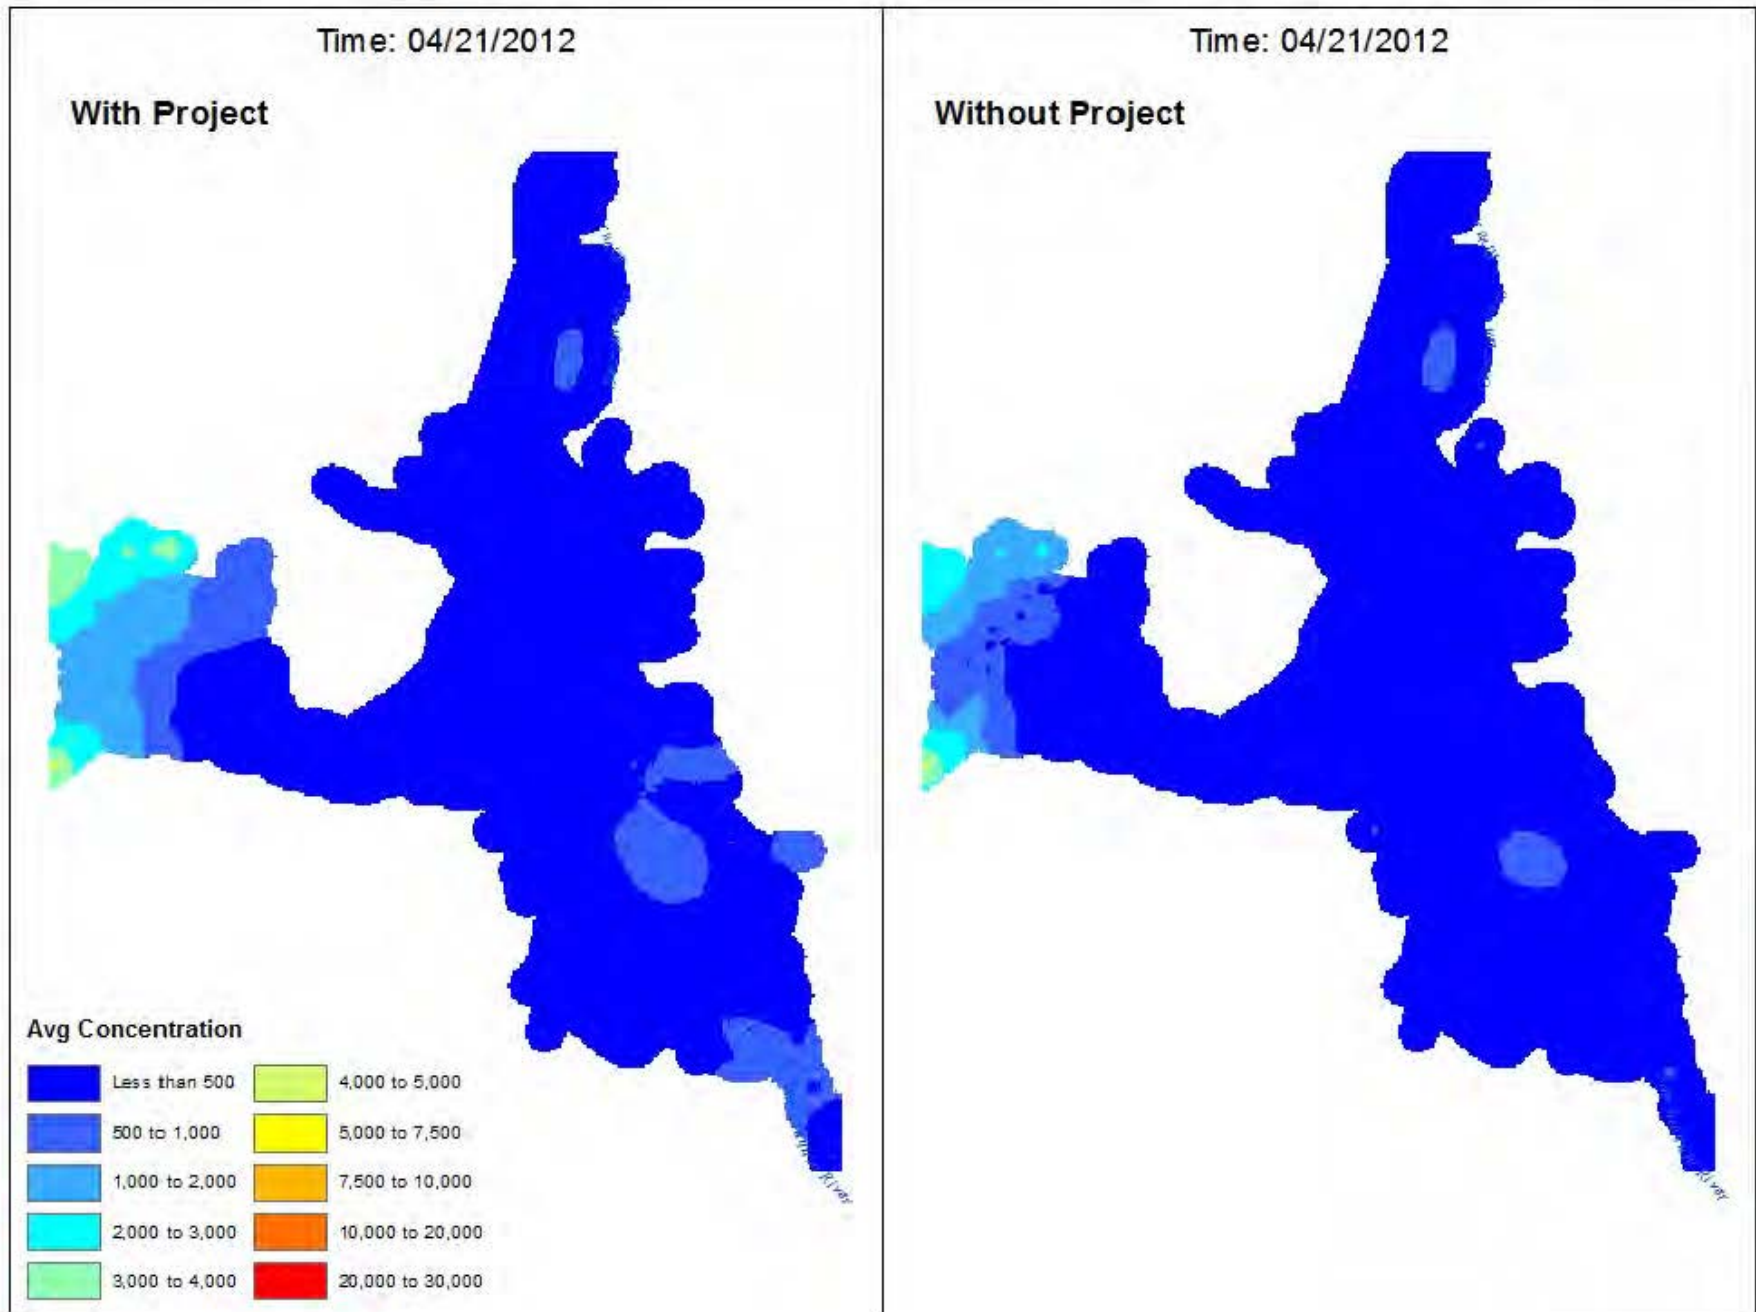 Time: 04/21/2012
With Project
Time: 04/21/2012
Without Project
River
River
Avg Concentration
Less than 500
500 to 1,000
1,000 to 2,000
2,000 to 3,000
3,000 to 4,000
4,000 to 5,000
5,000 to 7,500
7,500 to 10,000
10,000 to 20,000
20,000 to 30,000